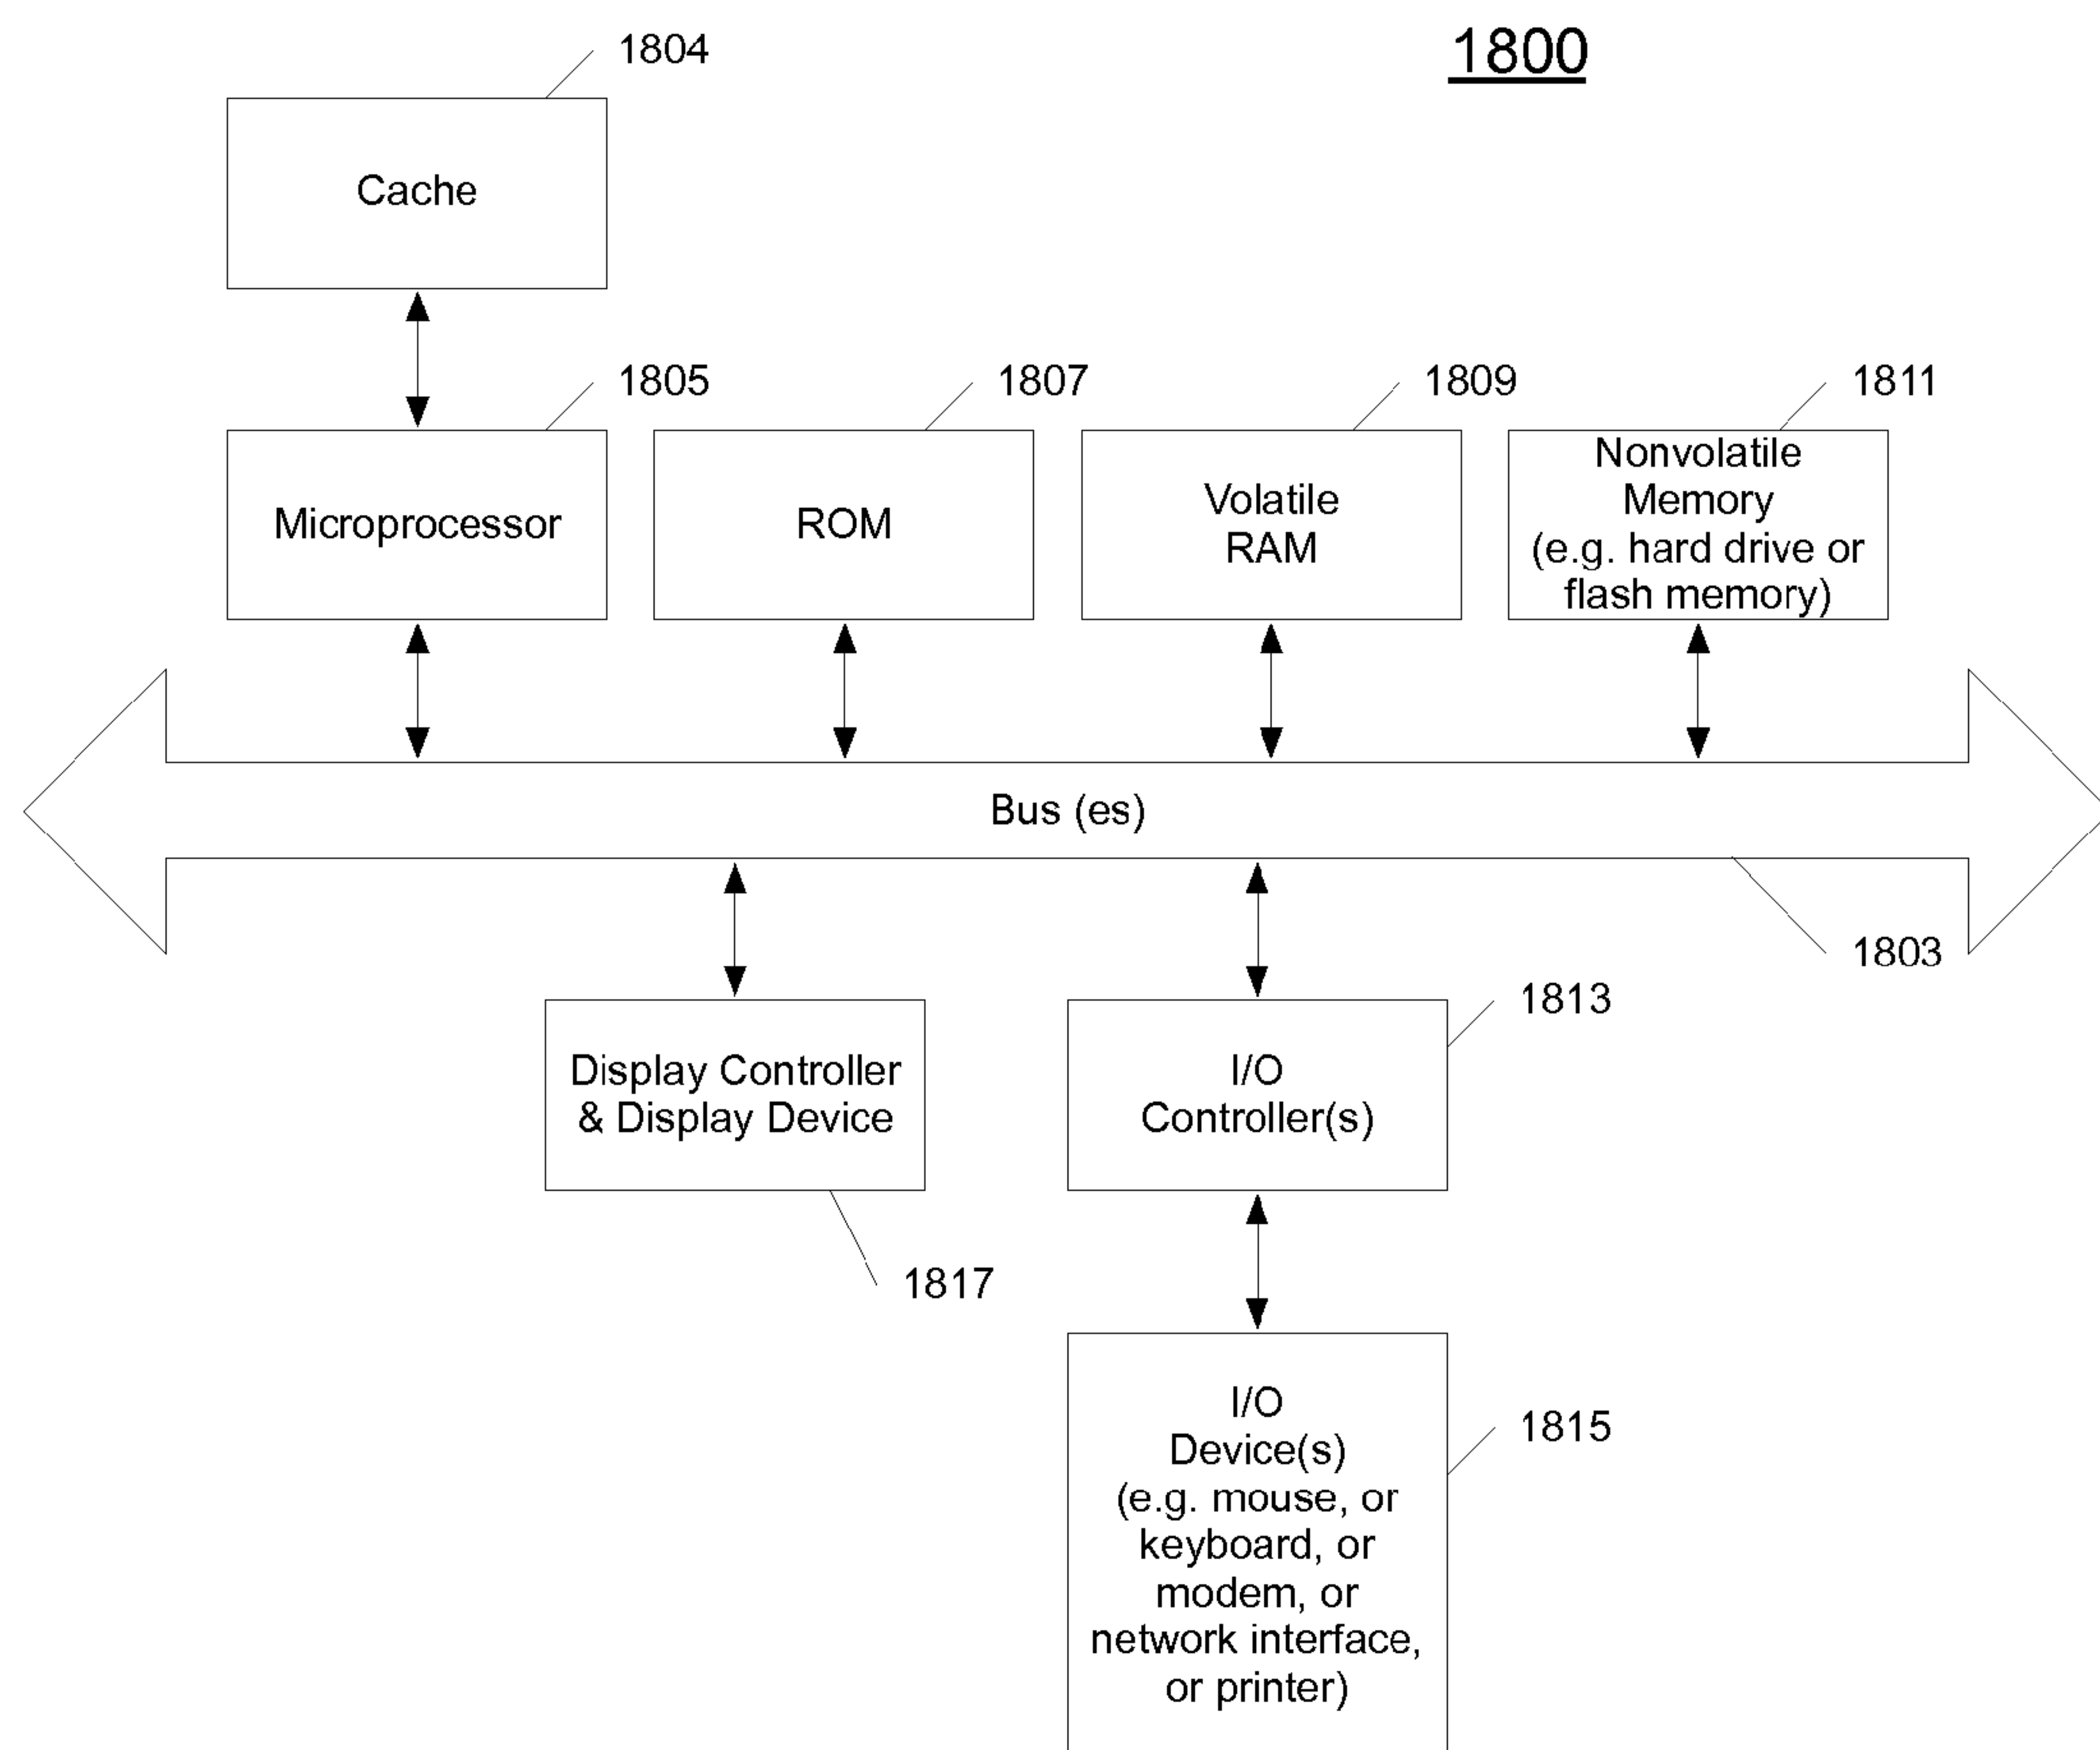 1804
1800
Cache
1805
1807
1809
1811
Microprocessor
ROM
Volatile
RAM
Nonvolatile
Memory
(e.g. hard drive or
flash memory)
Bus (es)
1803
1813
Display Controller
& Display Device
I/O
Controller(s)
1817
I/O
Device(s)
(e.g. mouse, or
keyboard, or
modem, or
network interface,
or printer)
1815